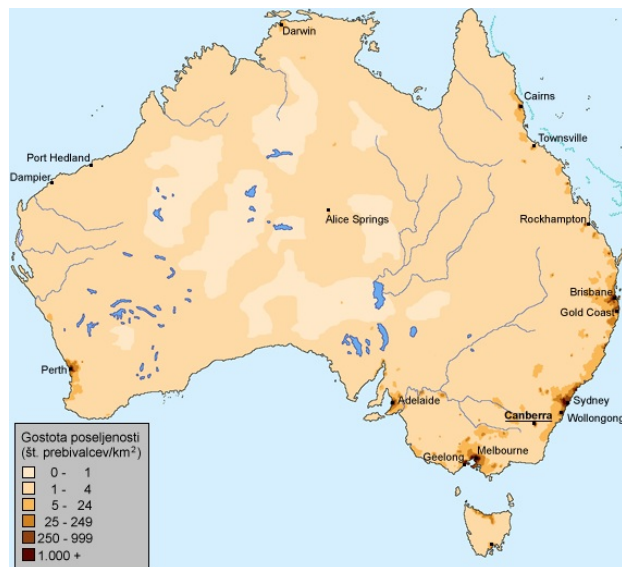 Darwin
Cairns
Townsville
Port Hedland
Dampier
Alice Springs
Rockhampton
Brisbane
Gold Coast
Perth
Adelaide
Sydney
Canberra
Wollongong
Geelong
Melbourne
Gostota poseljenosti
(št. prebivalcev/km²)
0 - 1
1 - 4
5 - 24
25 - 249
250 - 999
1.000 +